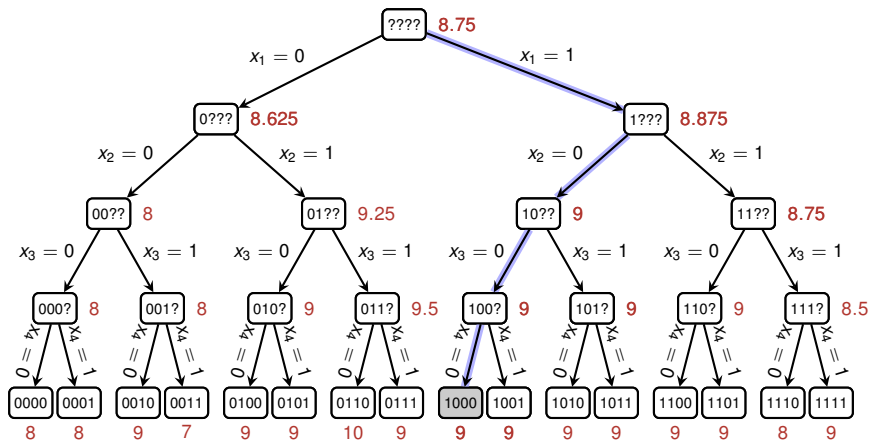 ???? 8.75
x₁ = 0 x₁ = 1
0??? 8.625 1??? 8.875
x₂ = 0 x₂ = 1 x₂ = 0 x₂ = 1
00?? 8 01?? 9.25 10?? 9 11?? 8.75
x₃ = 0 x₃ = 1 x₃ = 0 x₃ = 1 x₃ = 0 x₃ = 1 x₃ = 0 x₃ = 1
000? 8 001? 8 010? 9 011? 9.5 100? 9 101? 9 110? 9 111? 8.5
x₄ = 0 x₄ = 1 x₄ = 0 x₄ = 1 x₄ = 0 x₄ = 1 x₄ = 0 x₄ = 1 x₄ = 0 x₄ = 1 x₄ = 0 x₄ = 1 x₄ = 0 x₄ = 1 x₄ = 0 x₄ = 1
0000 0001 0010 0011 0100 0101 0110 0111 1000 1001 1010 1011 1100 1101 1110 1111
8 8 9 7 9 9 10 9 9 9 9 9 9 9 8 9